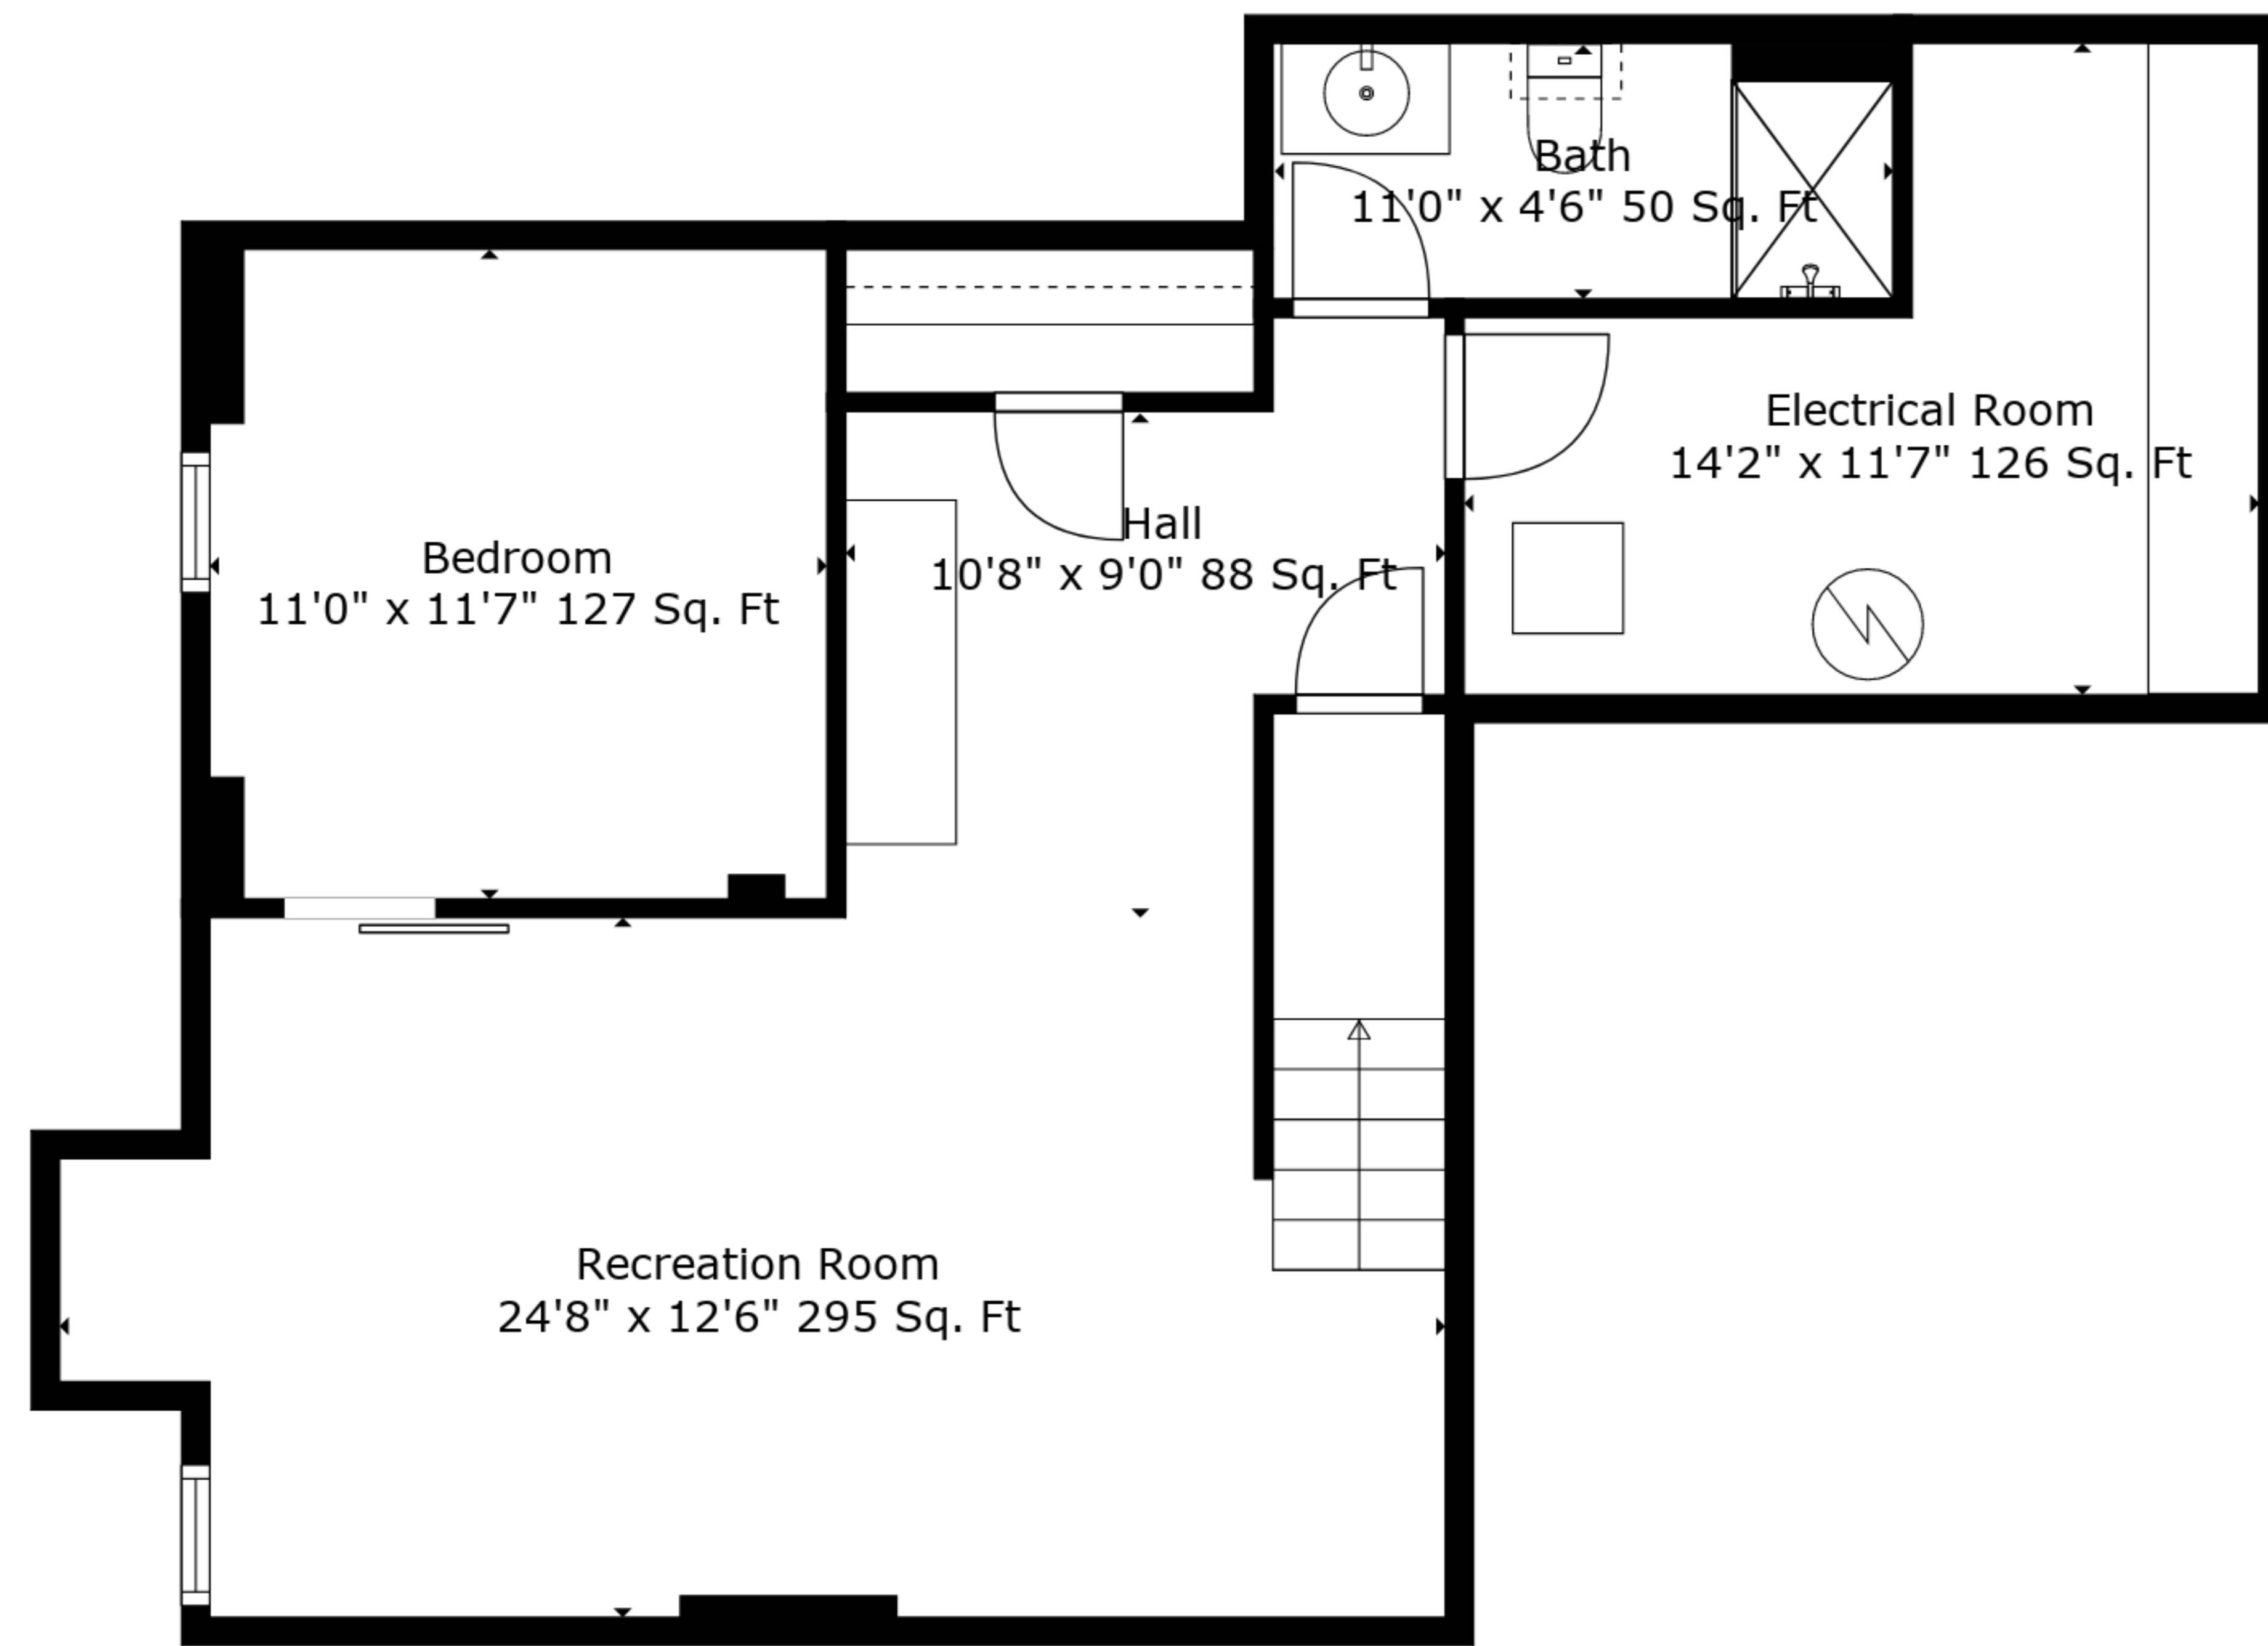 Bath
11'0" x 4'6" 50 Sq. Ft
Electrical Room
14'2" x 11'7" 126 Sq. Ft
Hall
10'8" x 9'0" 88 Sq. Ft
Bedroom
11'0" x 11'7" 127 Sq. Ft
Recreation Room
24'8" x 12'6" 295 Sq. Ft